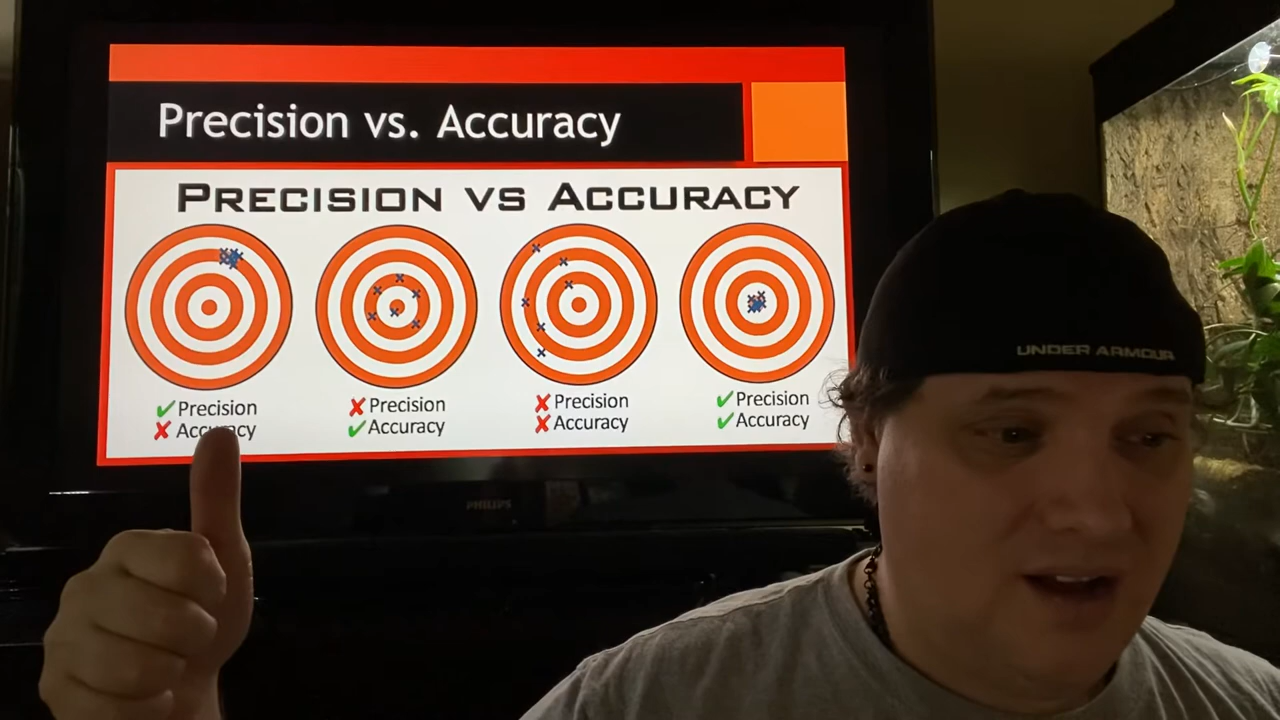 Precision vs. Accuracy
PRECISION VS ACCURACY
✓ Precision
✗ Accuracy
✗ Precision
✓ Accuracy
✗ Precision
✗ Accuracy
✓ Precision
✓ Accuracy
PHILIPS
UNDER ARMOUR